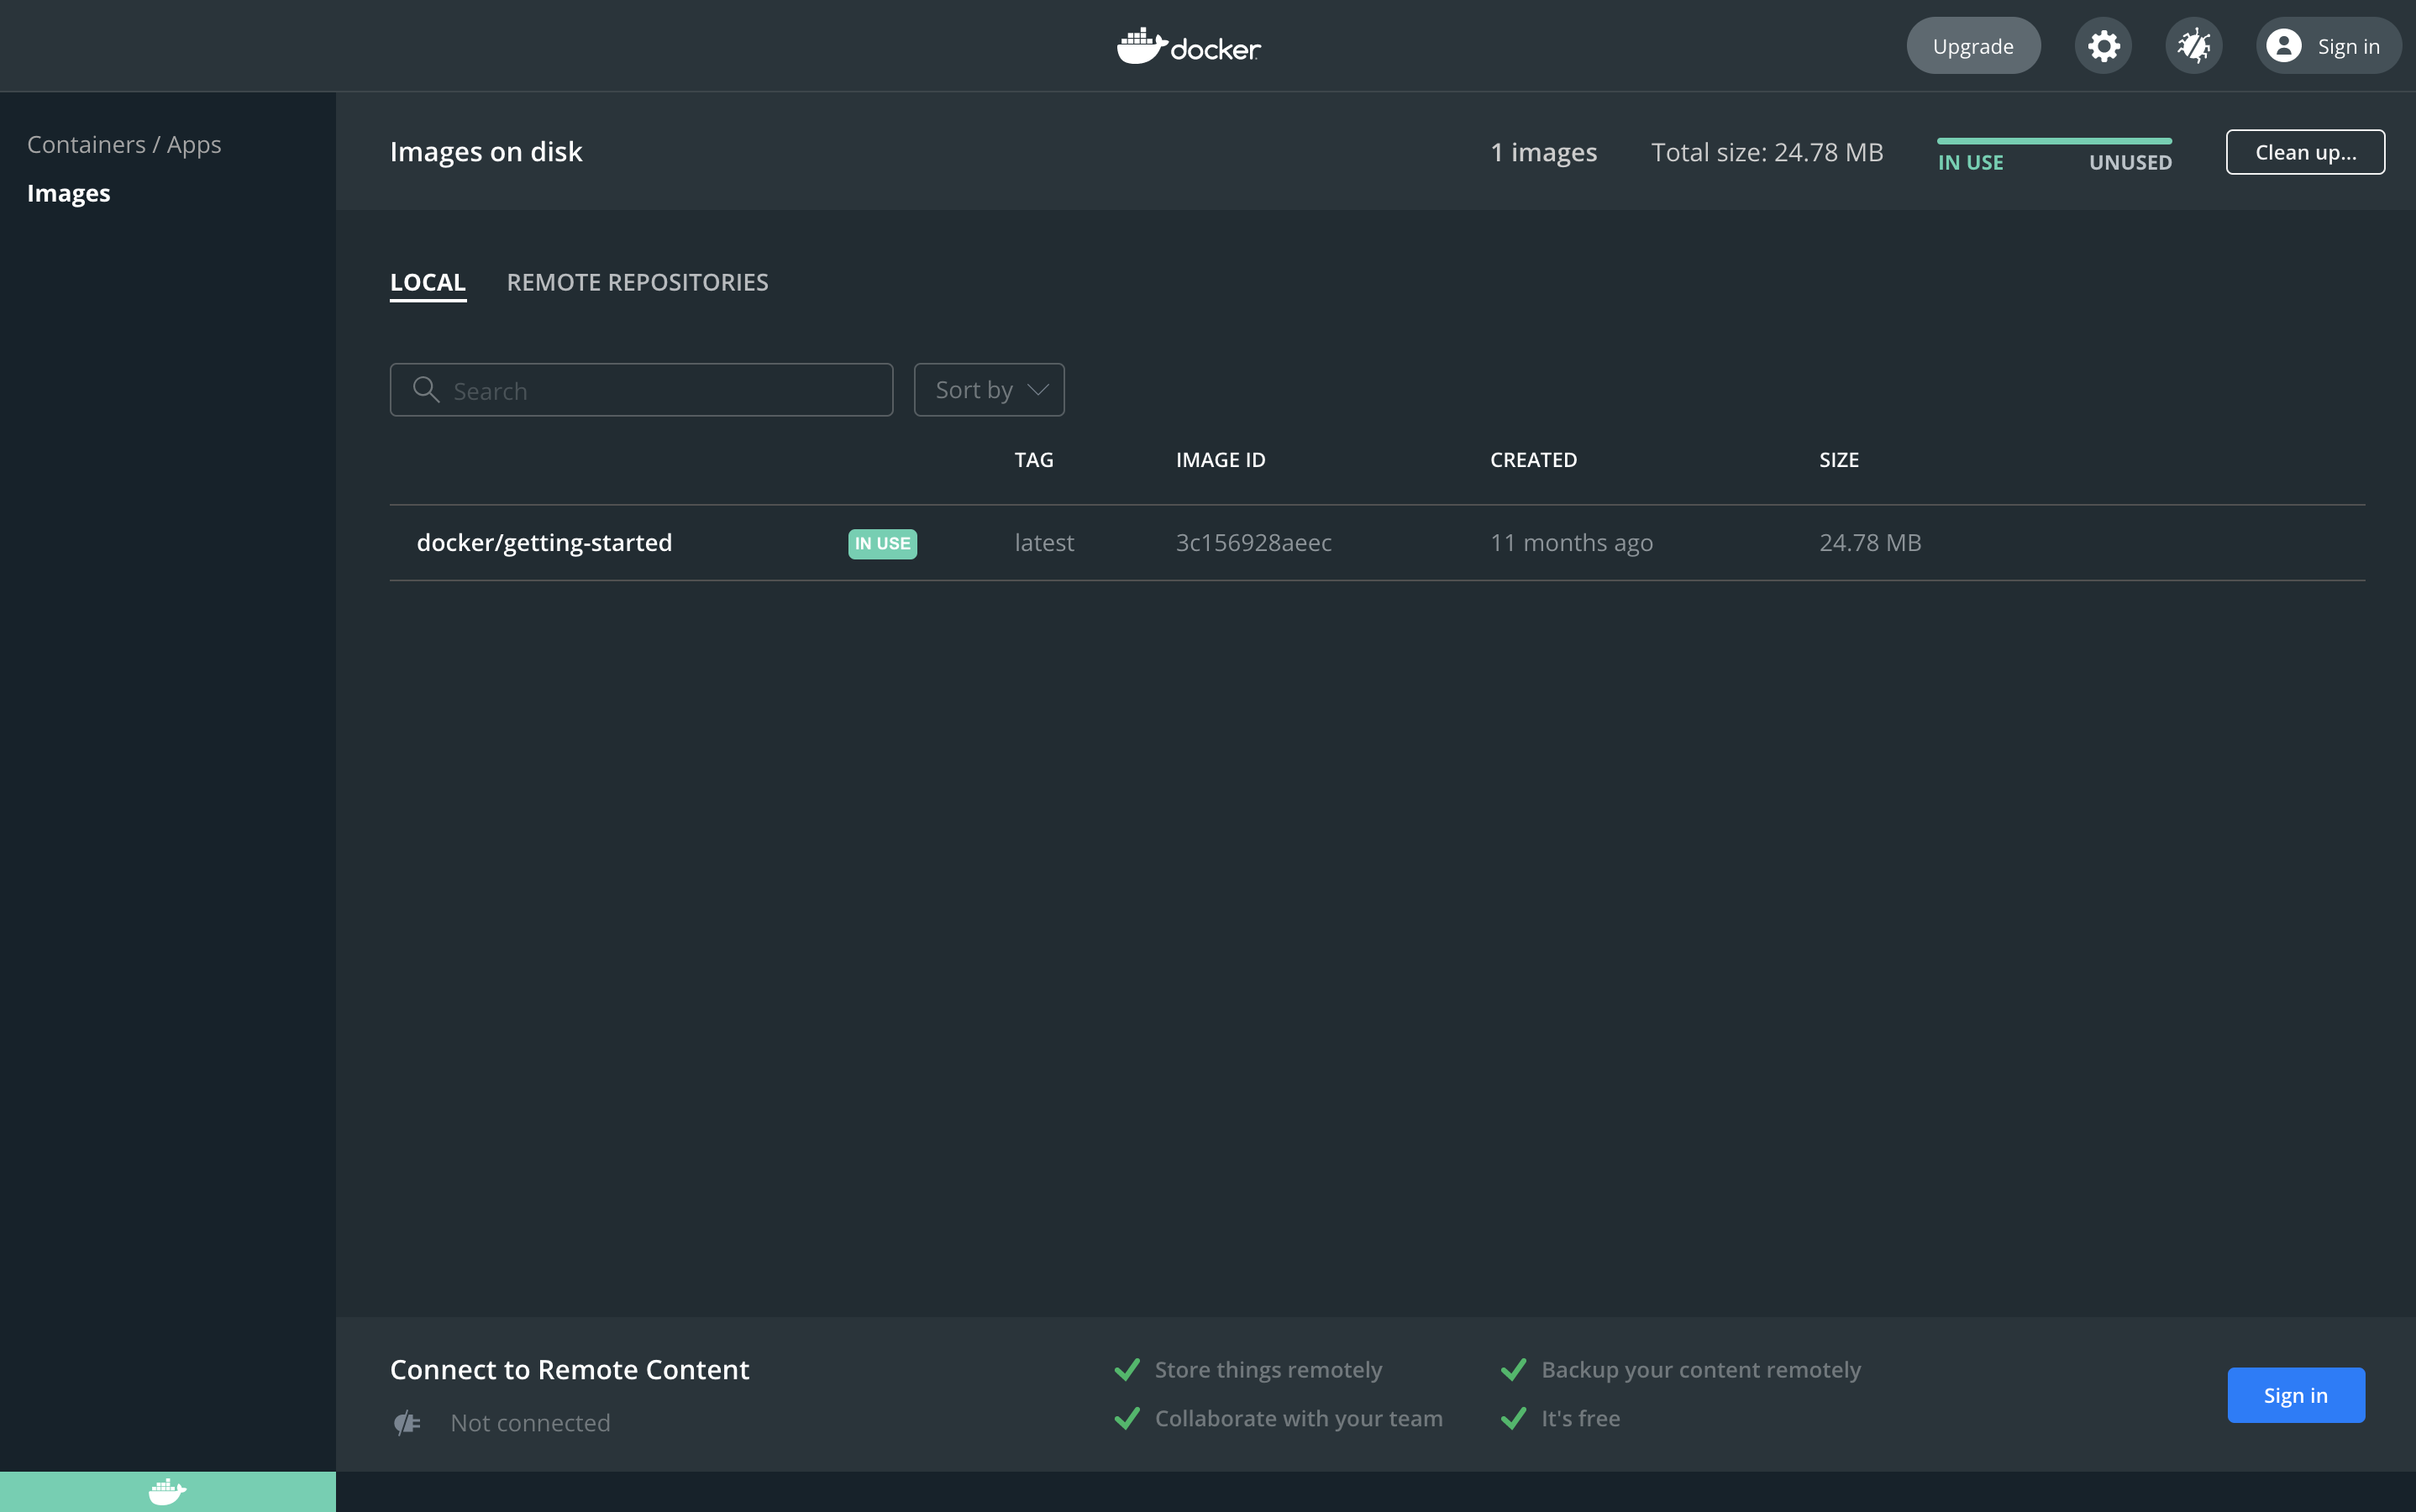 docker
Upgrade
Sign in
Containers / Apps
Images
Images on disk
1 images
Total size: 24.78 MB
IN USE
UNUSED
Clean up...
LOCAL
REMOTE REPOSITORIES
Search
Sort by
TAG
IMAGE ID
CREATED
SIZE
docker/getting-started
IN USE
latest
3c156928aeec
11 months ago
24.78 MB
Connect to Remote Content
Not connected
Store things remotely
Collaborate with your team
Backup your content remotely
It's free
Sign in